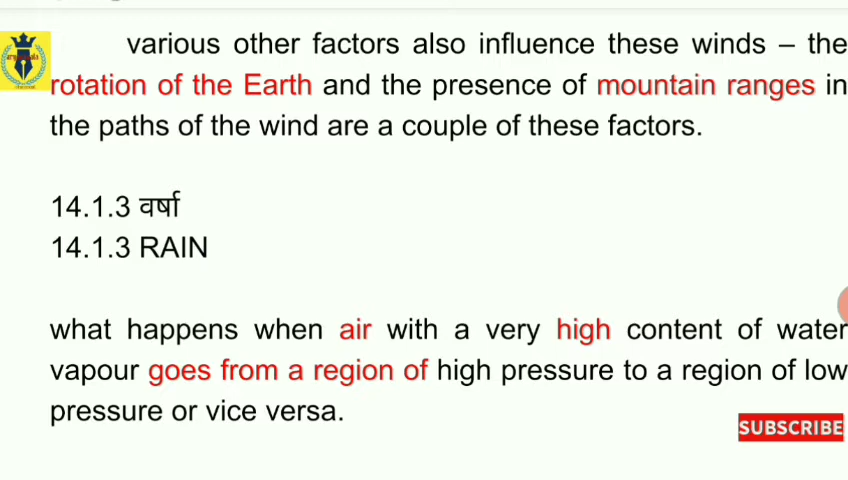 various other factors also influence these winds – the
rotation of the Earth and the presence of mountain ranges in
the paths of the wind are a couple of these factors.
14.1.3 वर्षा
14.1.3 RAIN
what happens when air with a very high content of water
vapour goes from a region of high pressure to a region of low
pressure or vice versa.
SUBSCRIBE